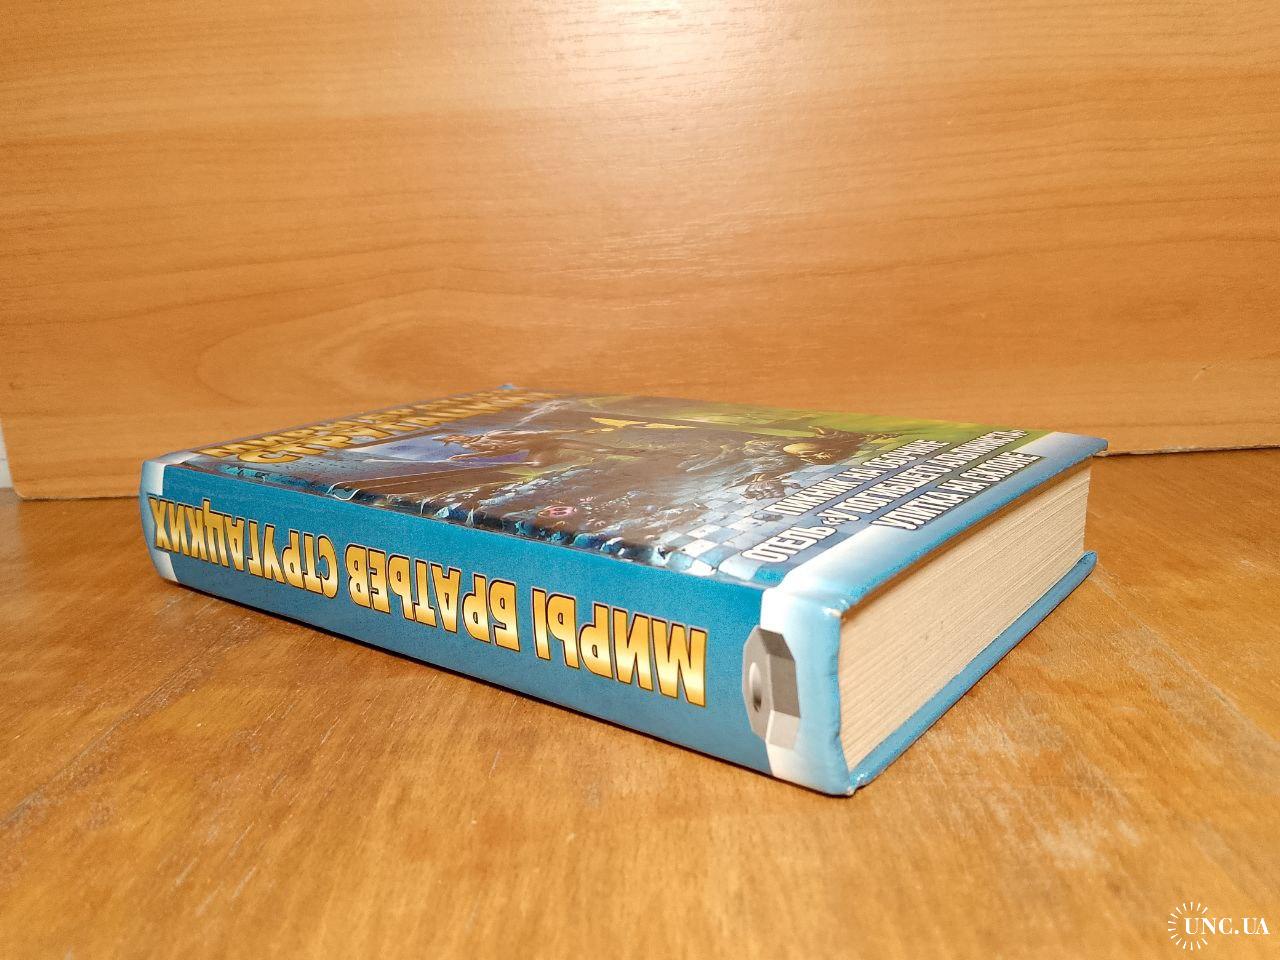 СТРУГАЦКИЕ
ПИКНИК НА ОБОЧИНЕ
ОТЕЛЬ «У ПОГИБШЕГО АЛЬПИНИСТА»
УЛИТКА НА СКЛОНЕ
МИРЫ БРАТЬЕВ СТРУГАЦКИХ
UNC.UA